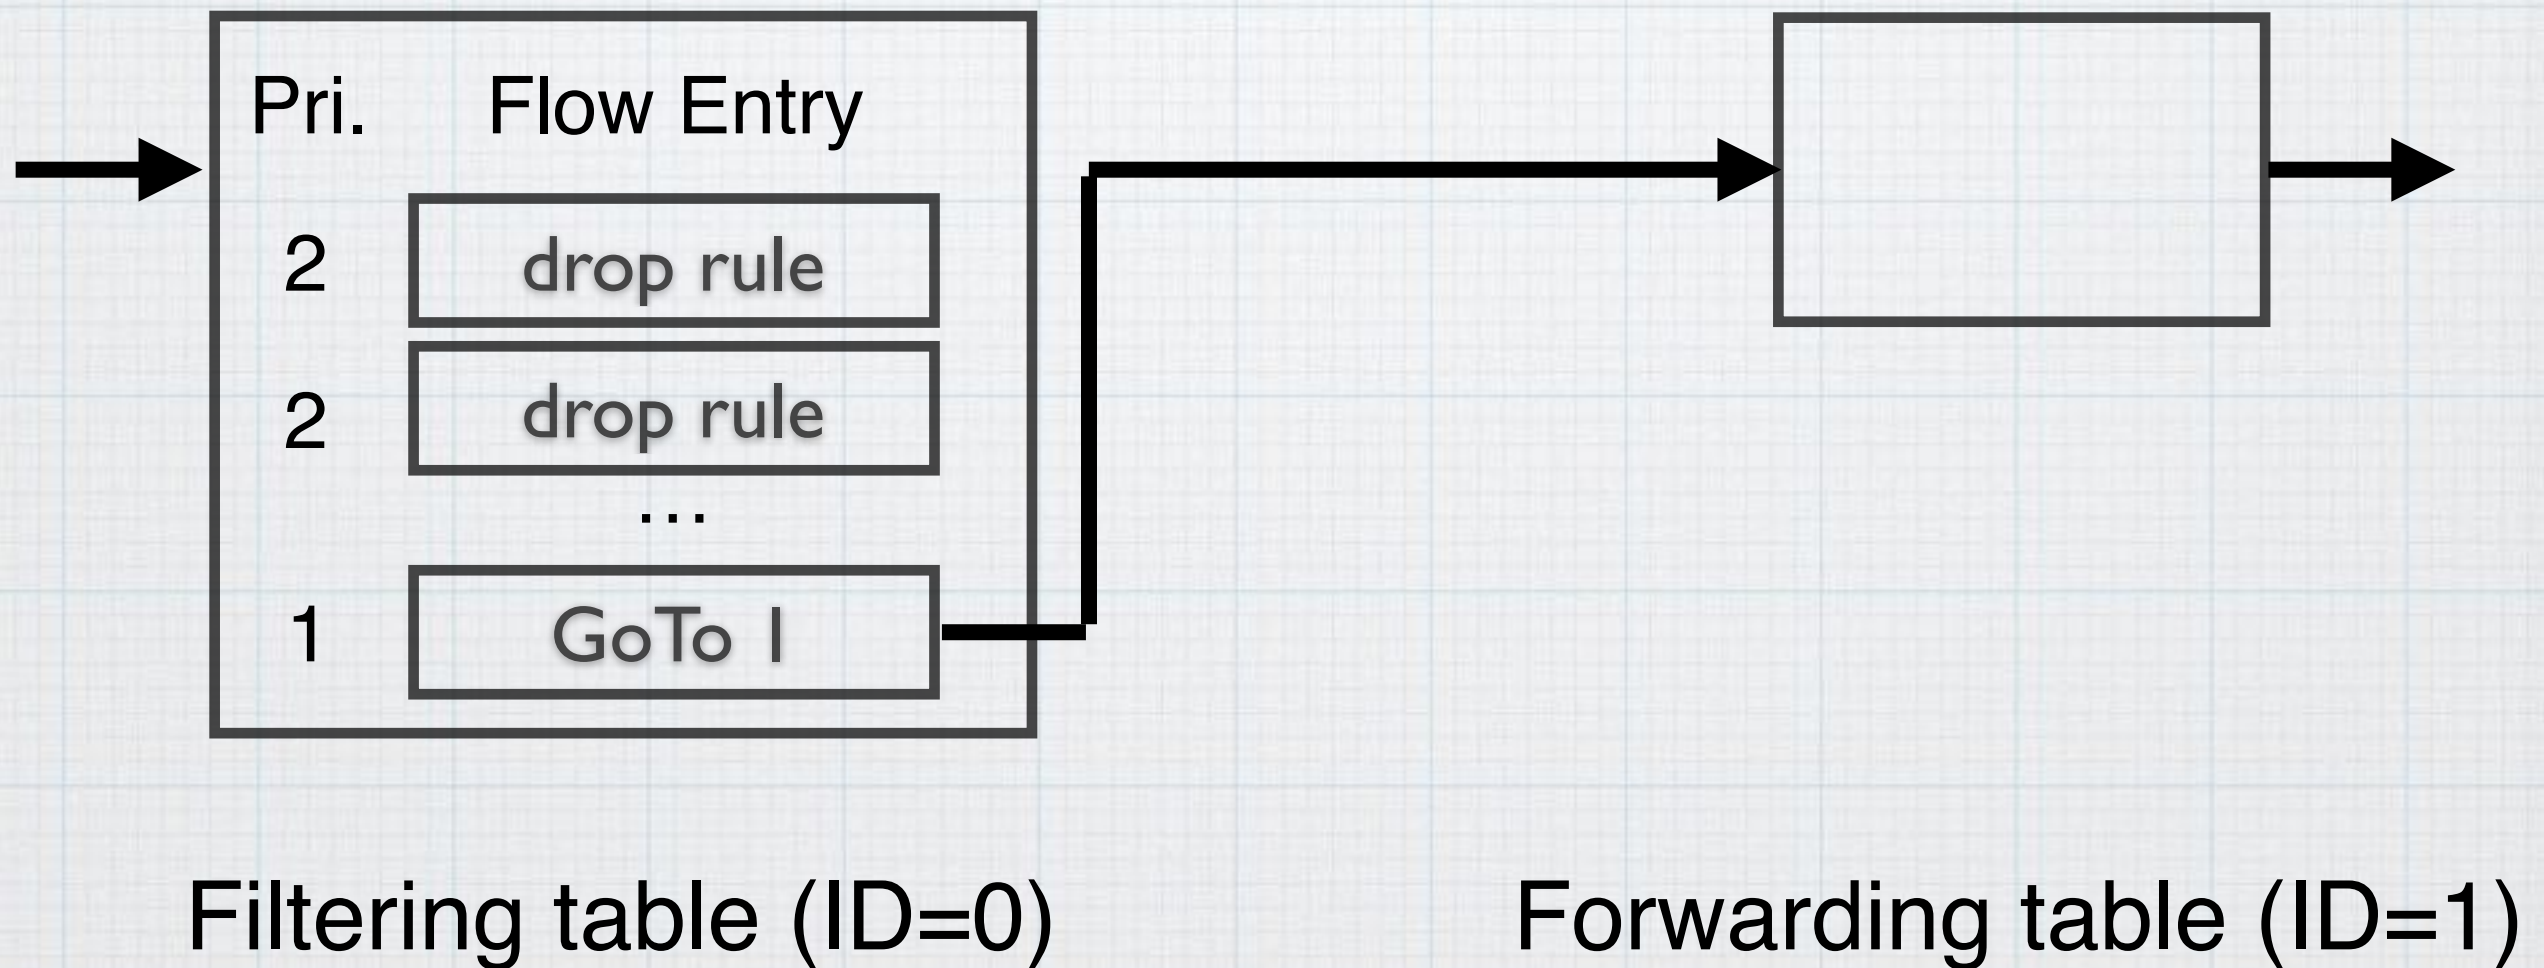 Pri. Flow Entry
2 drop rule
2 drop rule
...
1 GoTo 1
Filtering table (ID=0)
Forwarding table (ID=1)